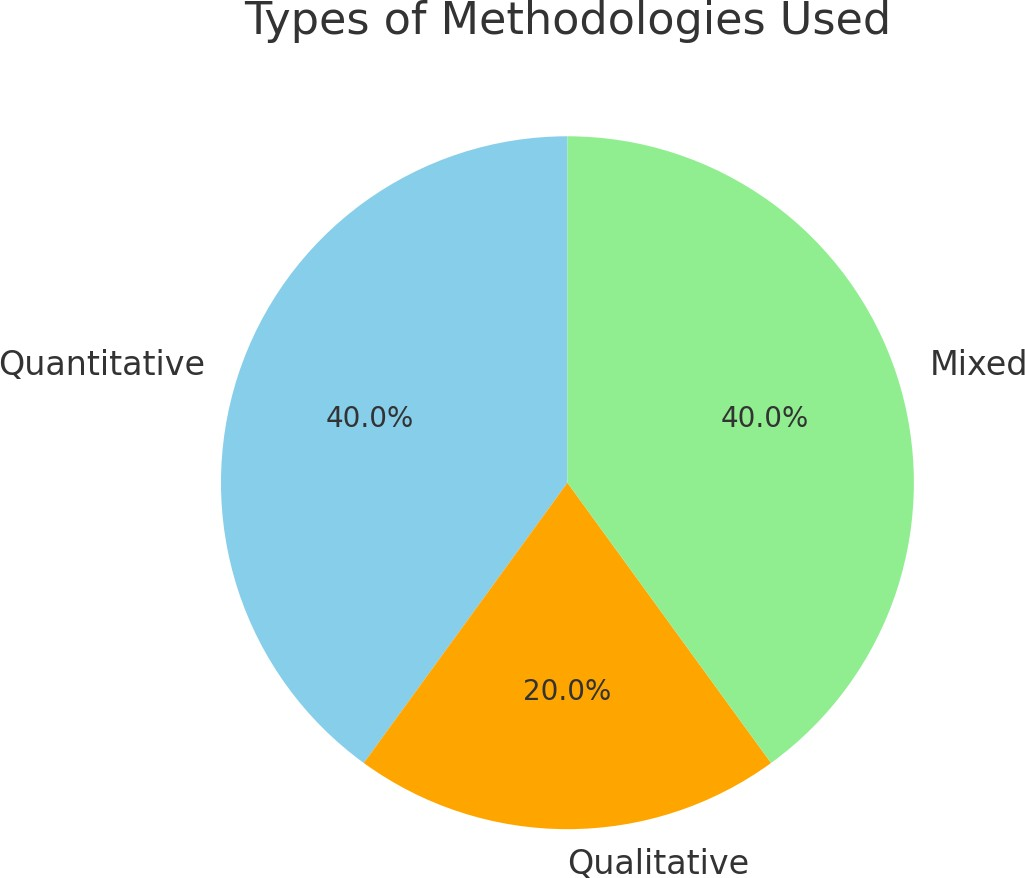 Types of Methodologies Used
Quantitative
Mixed
40.0%
40.0%
20.0%
Qualitative